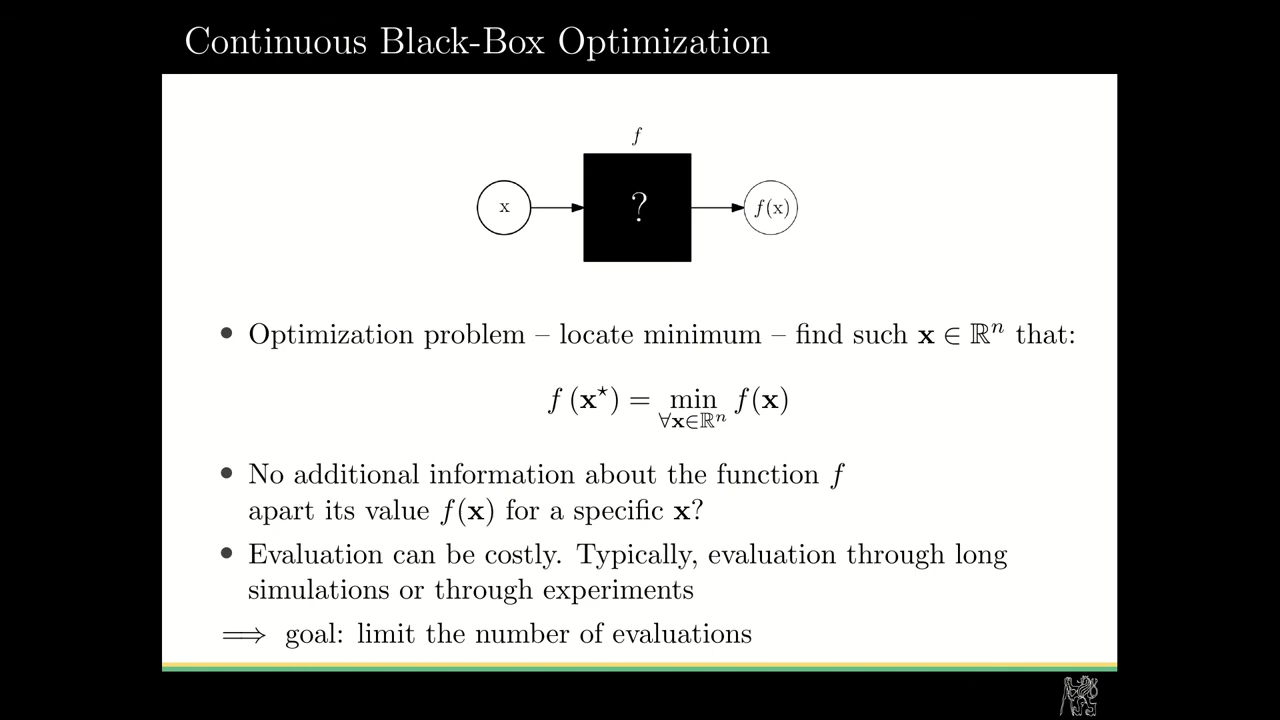 Continuous Black-Box Optimization
f
x
?
f(x)
• Optimization problem – locate minimum – find such x ∈ ℝⁿ that:
f (x⋆) = min f(x)
∀x∈ℝⁿ
• No additional information about the function f
apart its value f(x) for a specific x?
• Evaluation can be costly. Typically, evaluation through long
simulations or through experiments
⟹ goal: limit the number of evaluations